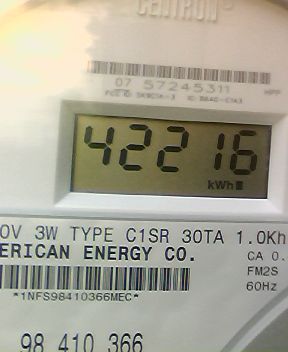 CENTRON
07 57245311
HPP
42216
kWh
0V 3W TYPE C1SR 30TA 1.0Kh
ERICAN ENERGY CO.
CA 0.
FM2S
60Hz
*1NFS98410366MEC*
98 410 366